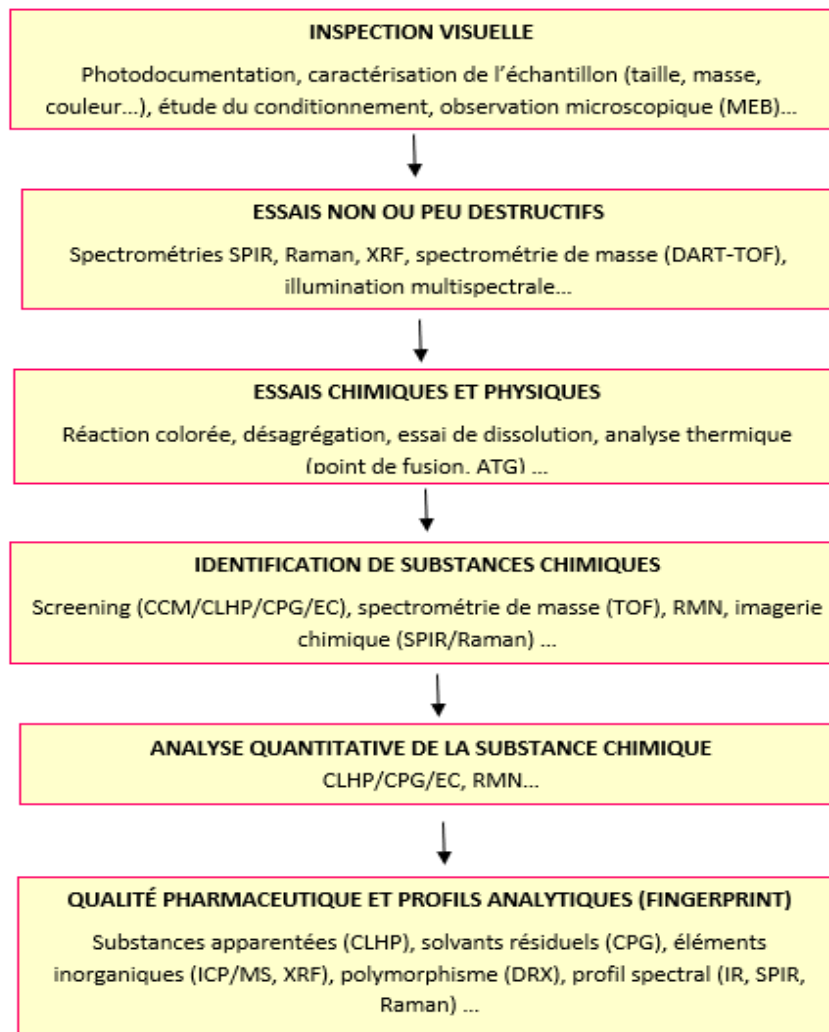 INSPECTION VISUELLE
Photodocumentation, caractérisation de l’échantillon (taille, masse,
couleur...), étude du conditionnement, observation microscopique (MEB)...
ESSAIS NON OU PEU DESTRUCTIFS
Spectrométries SPIR, Raman, XRF, spectrométrie de masse (DART-TOF),
illumination multispectrale...
ESSAIS CHIMIQUES ET PHYSIQUES
Réaction colorée, désagrégation, essai de dissolution, analyse thermique
(point de fusion, ATG) ...
IDENTIFICATION DE SUBSTANCES CHIMIQUES
Screening (CCM/CLHP/CPG/EC), spectrométrie de masse (TOF), RMN, imagerie
chimique (SPIR/Raman) ...
ANALYSE QUANTITATIVE DE LA SUBSTANCE CHIMIQUE
CLHP/CPG/EC, RMN...
QUALITÉ PHARMACEUTIQUE ET PROFILS ANALYTIQUES (FINGERPRINT)
Substances apparentées (CLHP), solvants résiduels (CPG), éléments
inorganiques (ICP/MS, XRF), polymorphisme (DRX), profil spectral (IR, SPIR,
Raman) ...